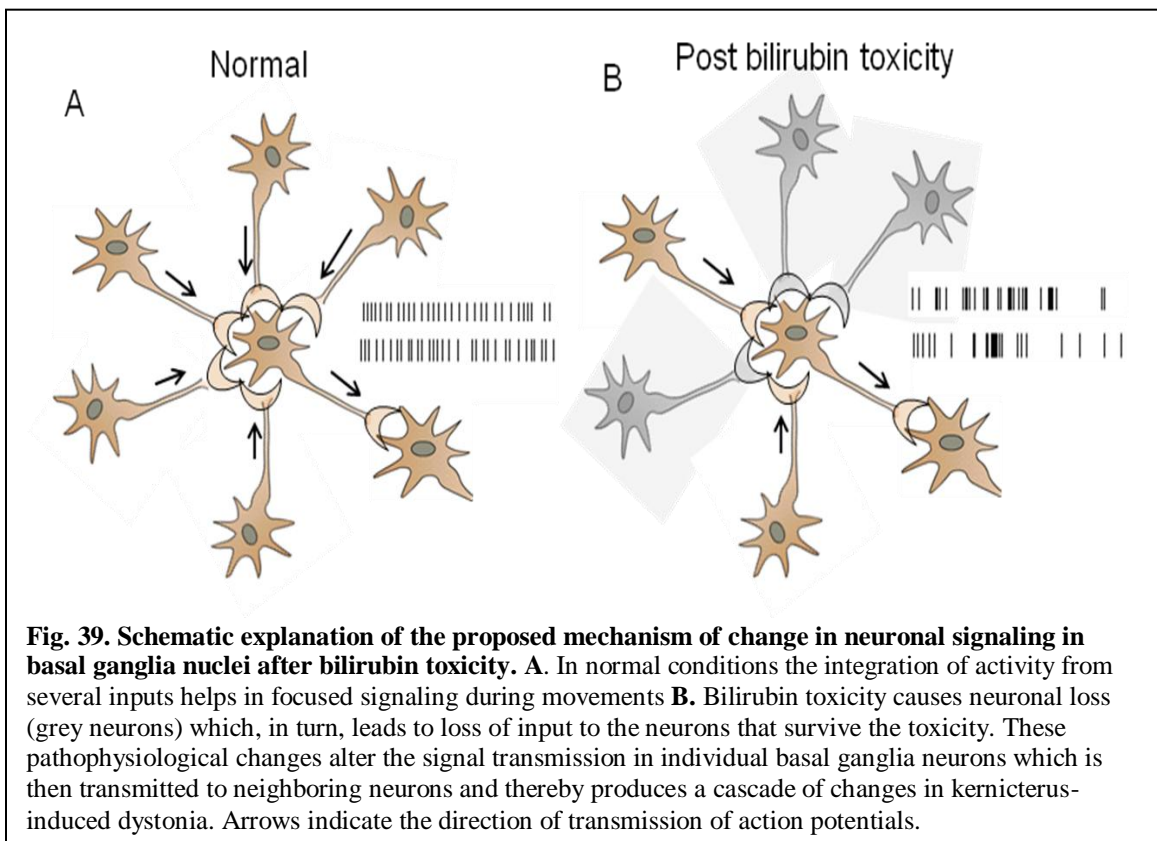 Normal
A
Post bilirubin toxicity
B
Fig. 39. Schematic explanation of the proposed mechanism of change in neuronal signaling in
basal ganglia nuclei after bilirubin toxicity. A. In normal conditions the integration of activity from
several inputs helps in focused signaling during movements B. Bilirubin toxicity causes neuronal loss
(grey neurons) which, in turn, leads to loss of input to the neurons that survive the toxicity. These
pathophysiological changes alter the signal transmission in individual basal ganglia neurons which is
then transmitted to neighboring neurons and thereby produces a cascade of changes in kernicterus-
induced dystonia. Arrows indicate the direction of transmission of action potentials.